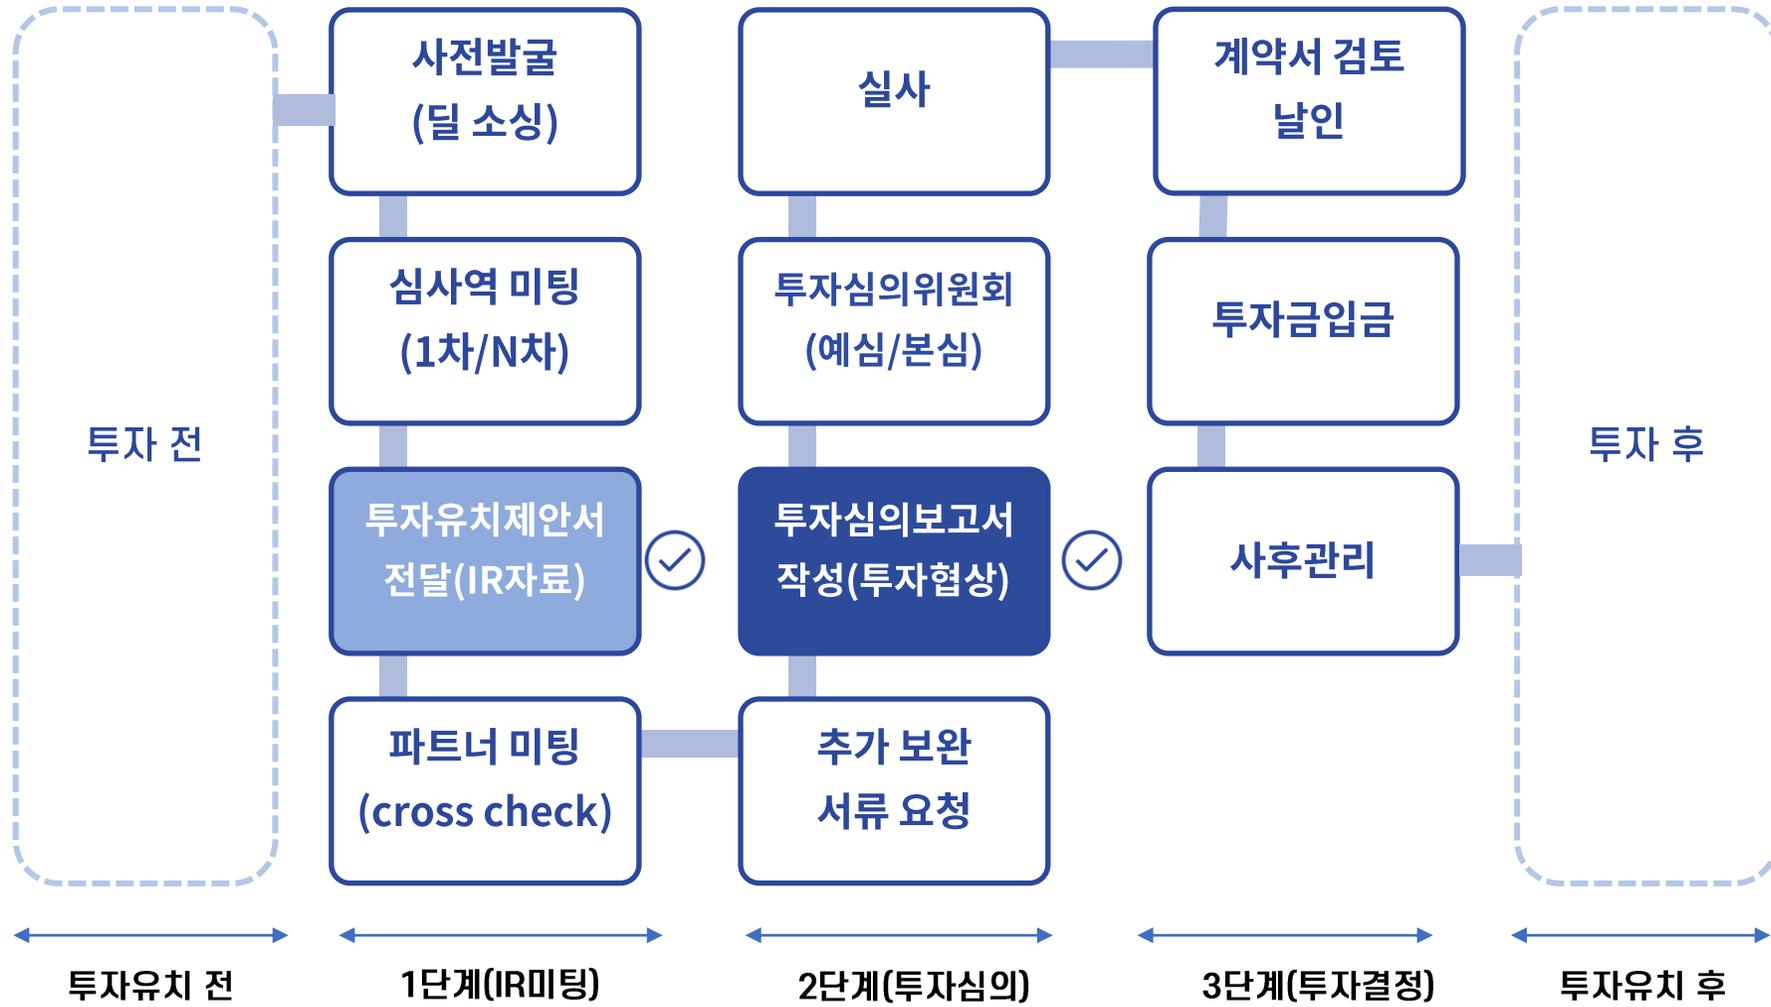 투자 전
사전발굴
(딜 소싱)
심사역 미팅
(1차/N차)
투자유치제안서
전달(IR자료)
파트너 미팅
(cross check)
실사
투자심의위원회
(예심/본심)
투자심의보고서
작성(투자협상)
추가 보완
서류 요청
계약서 검토
날인
투자금입금
사후관리
투자 후
투자유치 전
1단계(IR미팅)
2단계(투자심의)
3단계(투자결정)
투자유치 후